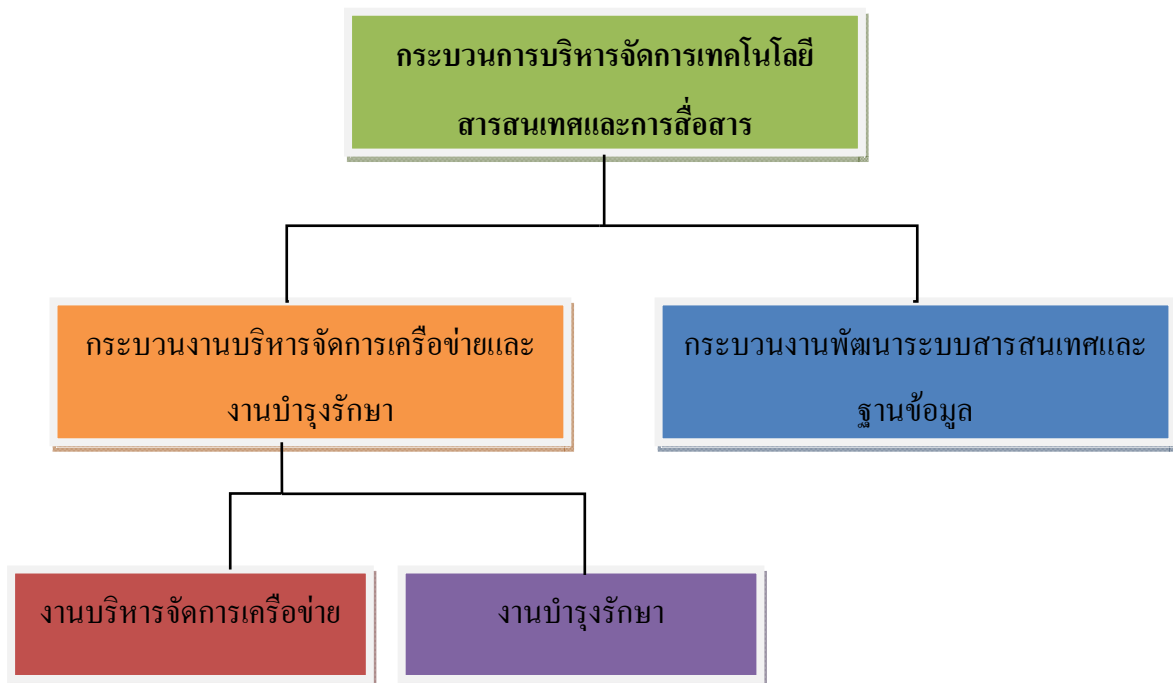 กระบวนการบริหารจัดการเทคโนโลยี
สารสนเทศและการสื่อสาร
กระบวนงานบริหารจัดการเครือข่ายและ
งานบำรุงรักษา
กระบวนงานพัฒนาระบบสารสนเทศและ
ฐานข้อมูล
งานบริหารจัดการเครือข่าย
งานบำรุงรักษา